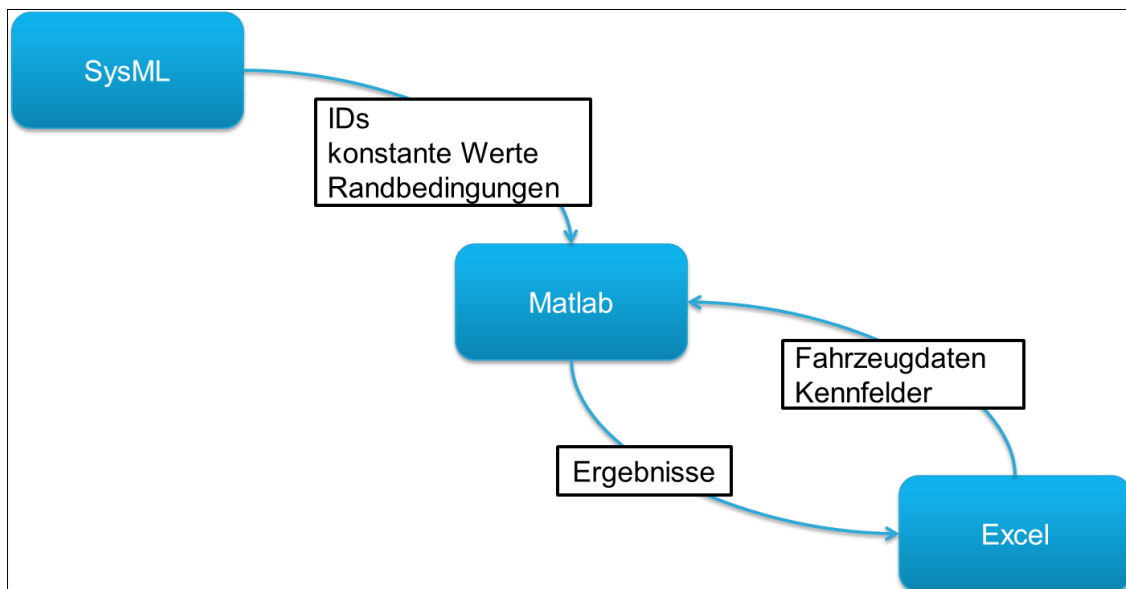 SysML
IDs
konstante Werte
Randbedingungen
Matlab
Fahrzeugdaten
Kennfelder
Ergebnisse
Excel